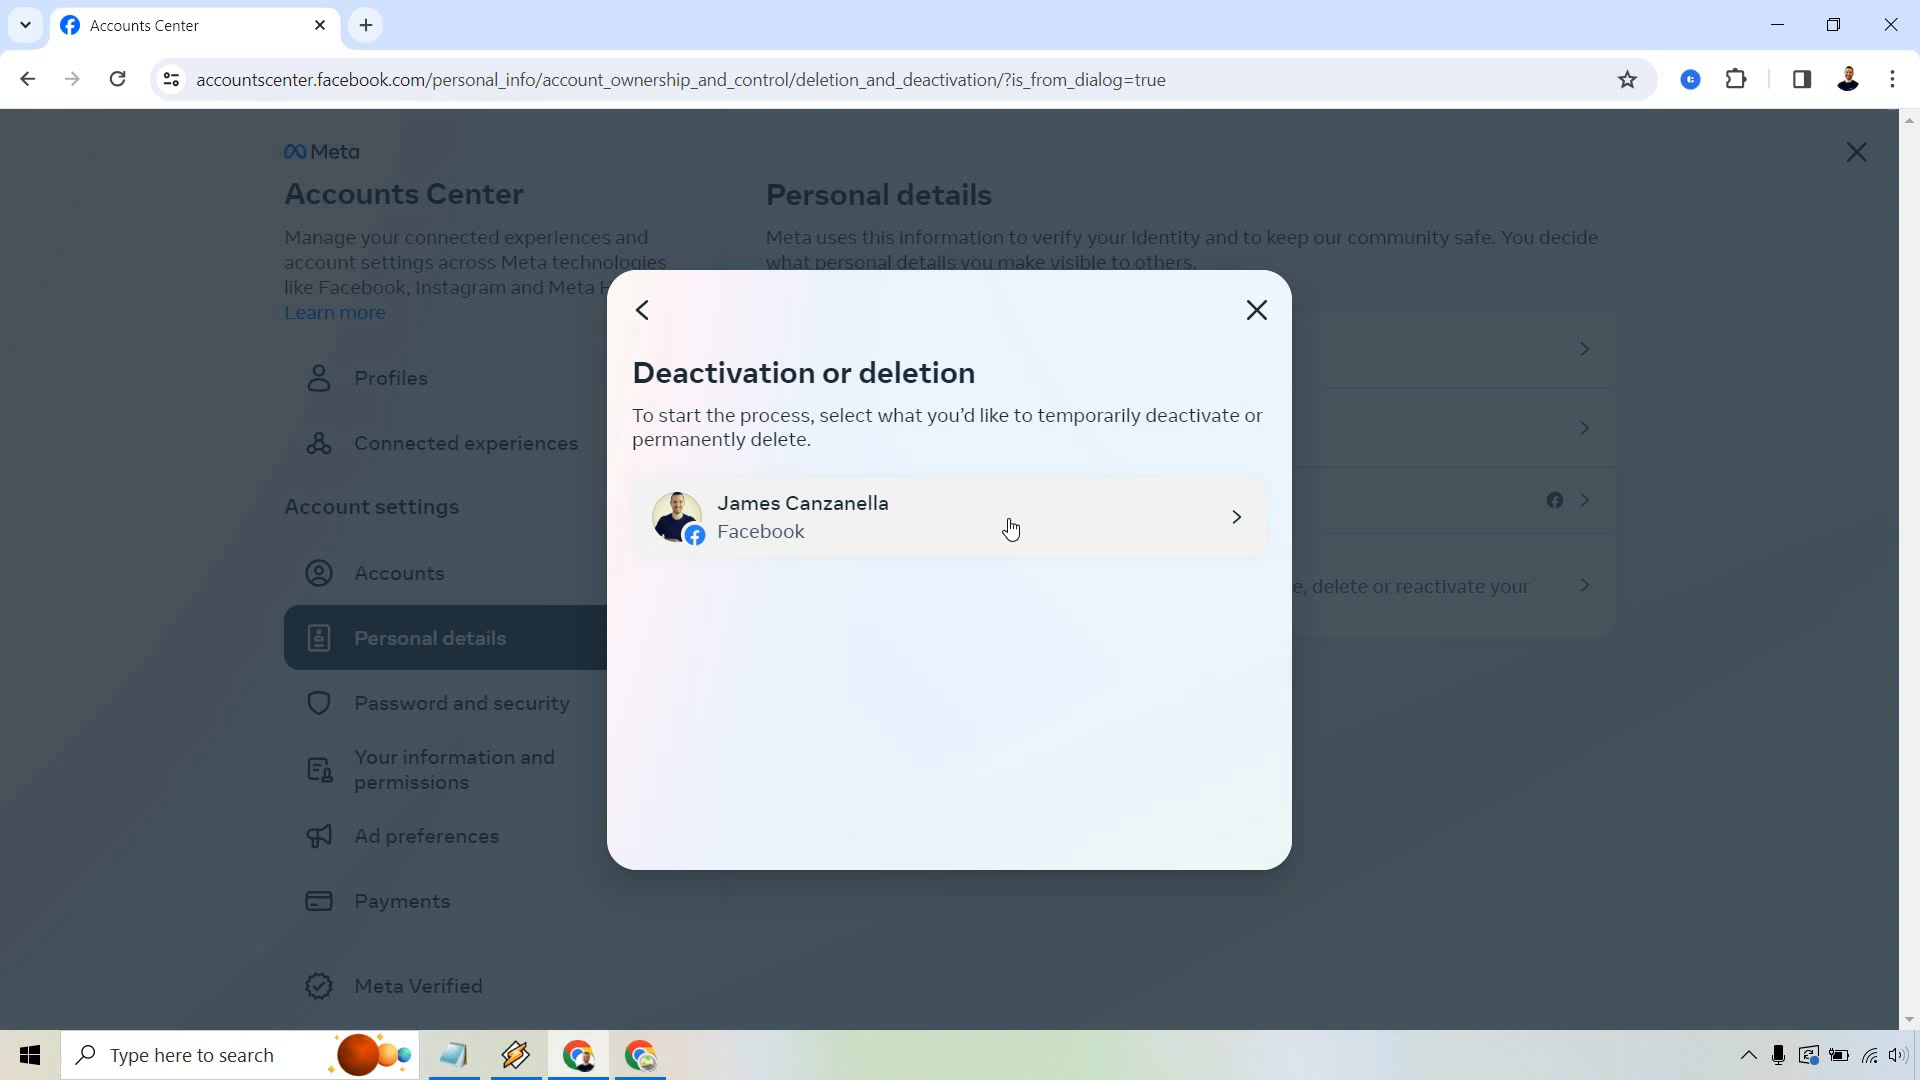 Accounts Center
accountscenter.facebook.com/personal_info/account_ownership_and_control/deletion_and_deactivation/?is_from_dialog=true
Meta
Accounts Center
Manage your connected experiences and
account settings across Meta technologies
like Facebook, Instagram and Meta
Learn more
Profiles
Connected experiences
Account settings
Accounts
Personal details
Password and security
Your information and
permissions
Ad preferences
Payments
Meta Verified
Personal details
Meta uses this information to verify your identity and to keep our community safe. You decide
what personal details you make visible to others.
e, delete or reactivate your
Deactivation or deletion
To start the process, select what you’d like to temporarily deactivate or
permanently delete.
James Canzanella
Facebook
Type here to search